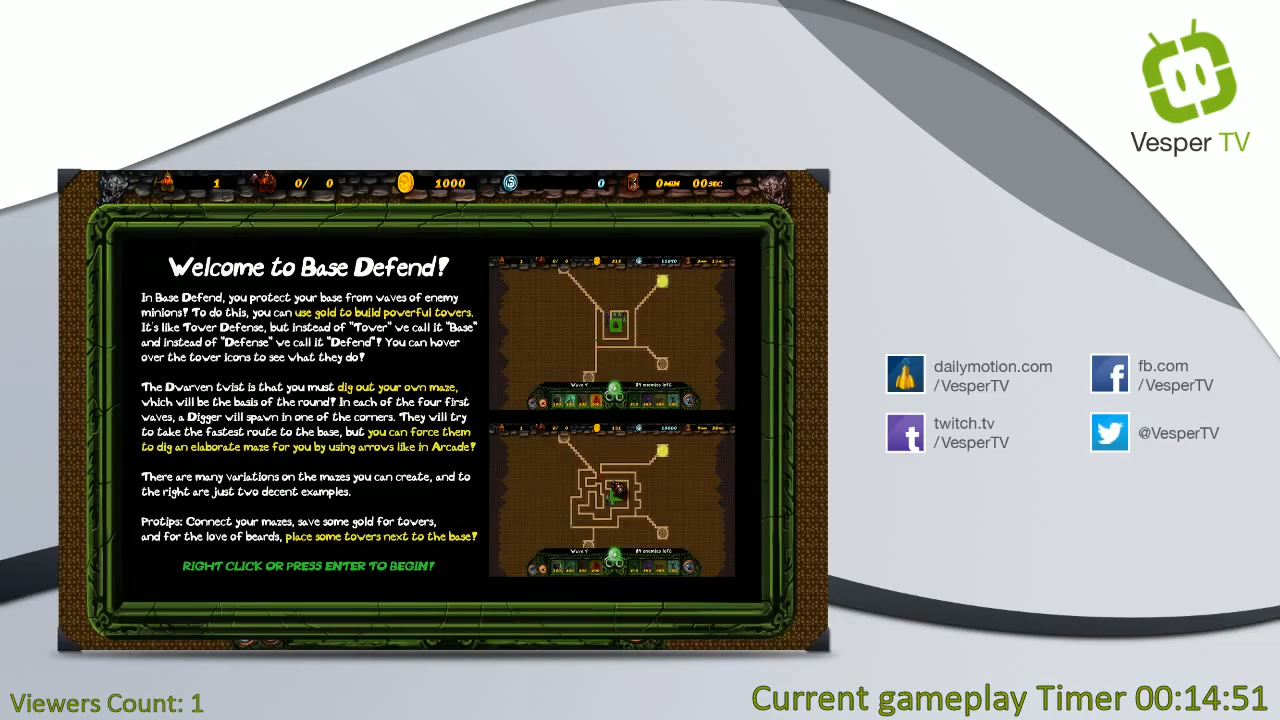 Vesper TV
1 0/ 0 1000 0 0MIN 00SEC
Welcome to Base Defend!
In Base Defend, you protect your base from waves of enemy
minions! To do this, you can use gold to build powerful towers.
It's like Tower Defense, but instead of "Tower" we call it "Base"
and instead of "Defense" we call it "Defend"! You can hover
over the tower icons to see what they do!
The Dwarven twist is that you must dig out your own maze,
which will be the basis of the round! In each of the four first
waves, a Digger will spawn in one of the corners. They will try
to take the fastest route to the base, but you can force them
to dig an elaborate maze for you by using arrows like in Arcade!
There are many variations on the mazes you can create, and to
the right are just two decent examples.
Protips: Connect your mazes, save some gold for towers,
and for the love of beards, place some towers next to the base!
RIGHT CLICK OR PRESS ENTER TO BEGIN!
dailymotion.com
/VesperTV
fb.com
/VesperTV
twitch.tv
/VesperTV
@VesperTV
Viewers Count: 1
Current gameplay Timer 00:14:51